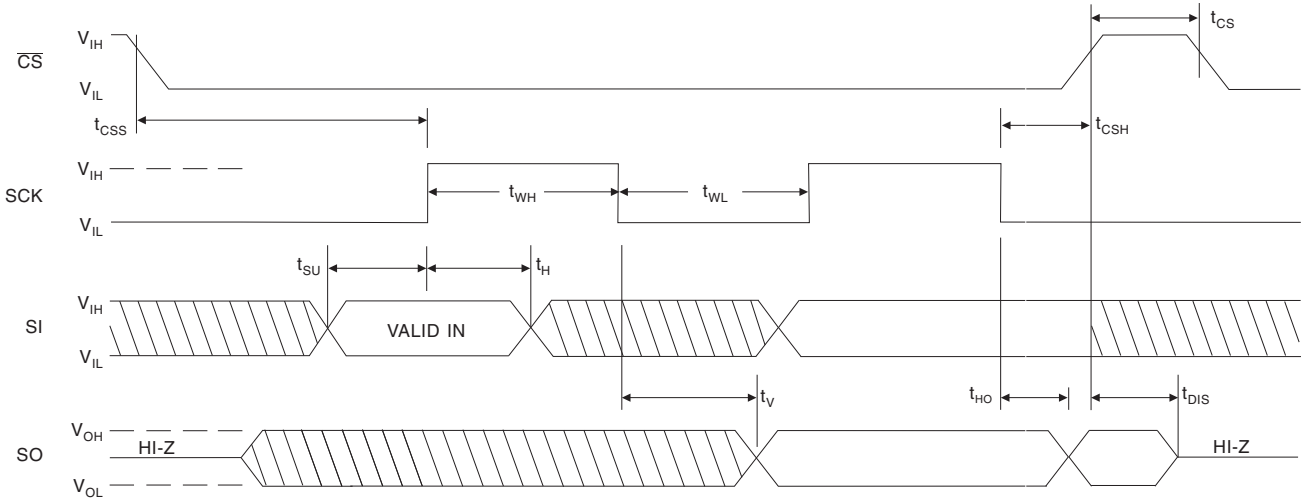 t_CS
V_IH
C̅S̅
V_IL
t_CSS
t_CSH
V_IH
SCK
t_WH
t_WL
V_IL
t_SU
t_H
V_IH
SI
VALID IN
V_IL
t_V
t_HO
t_DIS
V_OH
SO
HI-Z
HI-Z
V_OL